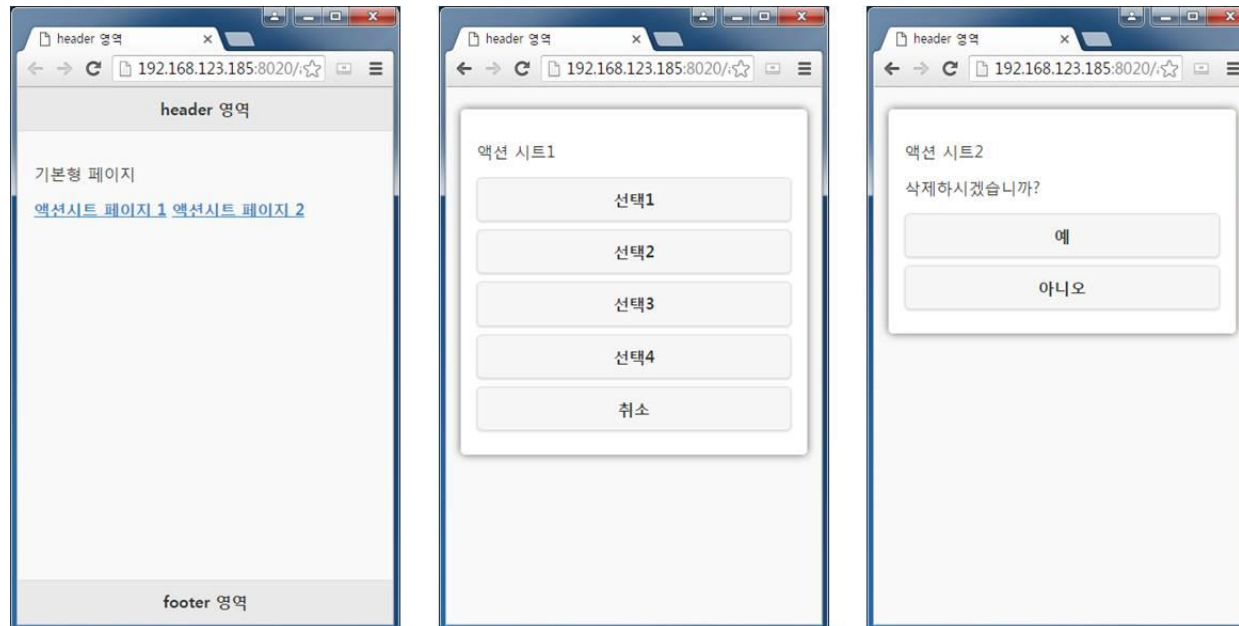 header 영역
192.168.123.185:8020/
header 영역
기본형 페이지
액션시트 페이지 1 액션시트 페이지 2
footer 영역
header 영역
192.168.123.185:8020/
액션 시트1
선택1
선택2
선택3
선택4
취소
header 영역
192.168.123.185:8020/
액션 시트2
삭제하시겠습니까?
예
아니오